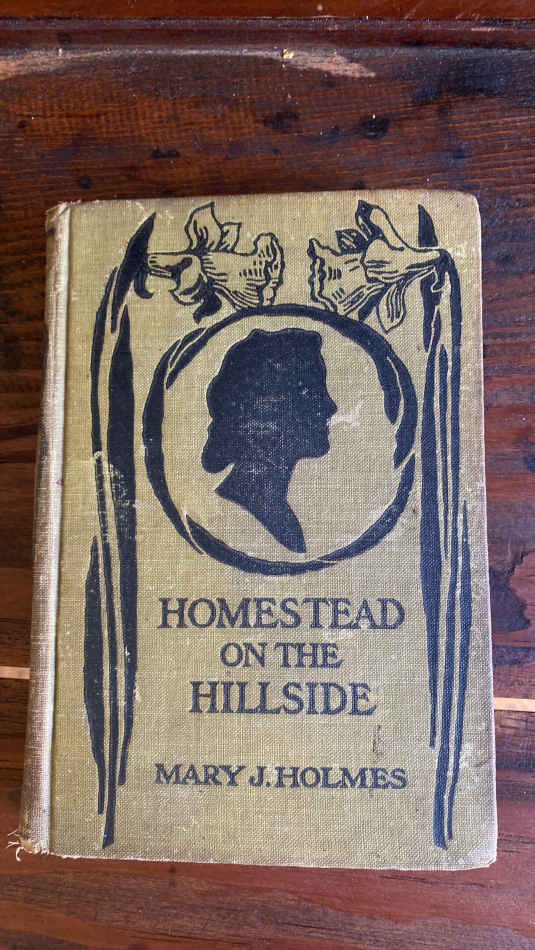 HOMESTEAD
ON THE
HILLSIDE
MARY J. HOLMES